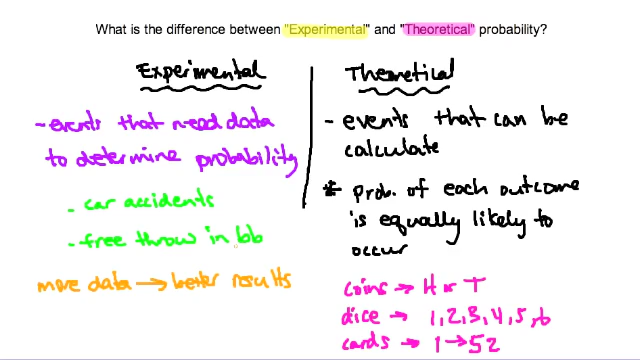 What is the difference between "Experimental" and "Theoretical" probability?
Experimental
- events that need data
to determine probability
- car accidents
- free throw in bb
more data → better results
Theoretical
- events that can be
calculate
* prob. of each outcome
is equally likely to
occur
coins → H or T
dice → 1, 2, 3, 4, 5, 6
cards → 1 → 52